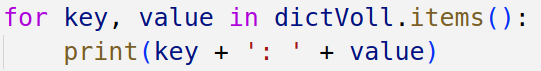 for key, value in dictVoll.items():
    print(key + ': ' + value)